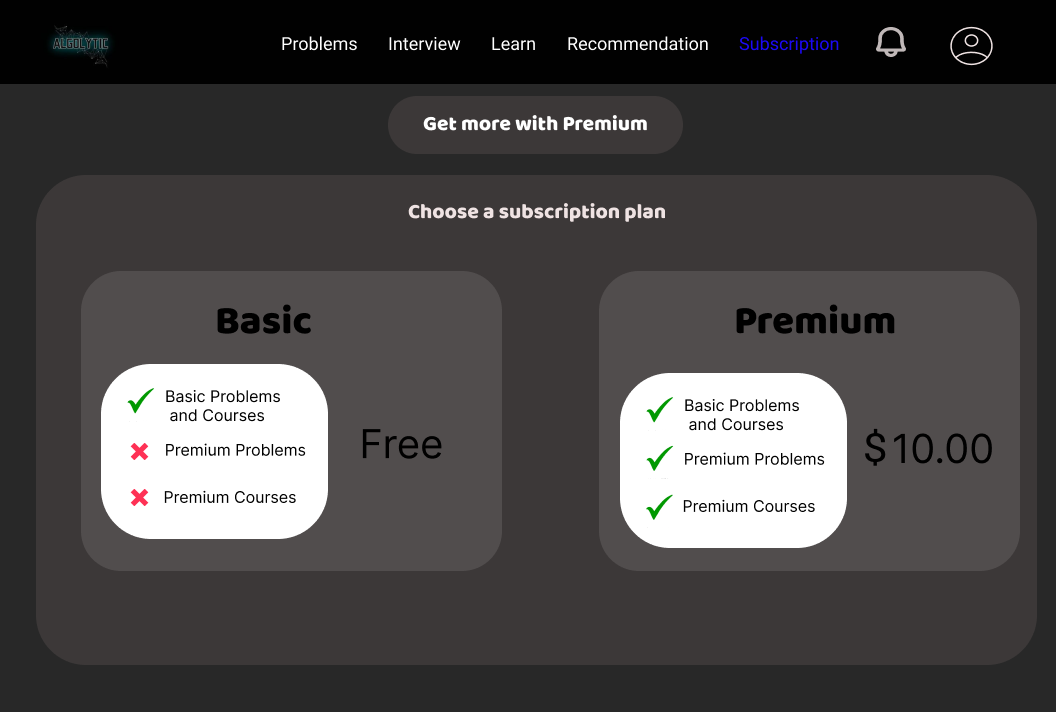 ALGOLYTIC
Problems Interview Learn Recommendation Subscription
Get more with Premium
Choose a subscription plan
Basic
Basic Problems
and Courses
Premium Problems
Premium Courses
Free
Premium
Basic Problems
and Courses
Premium Problems
Premium Courses
$10.00